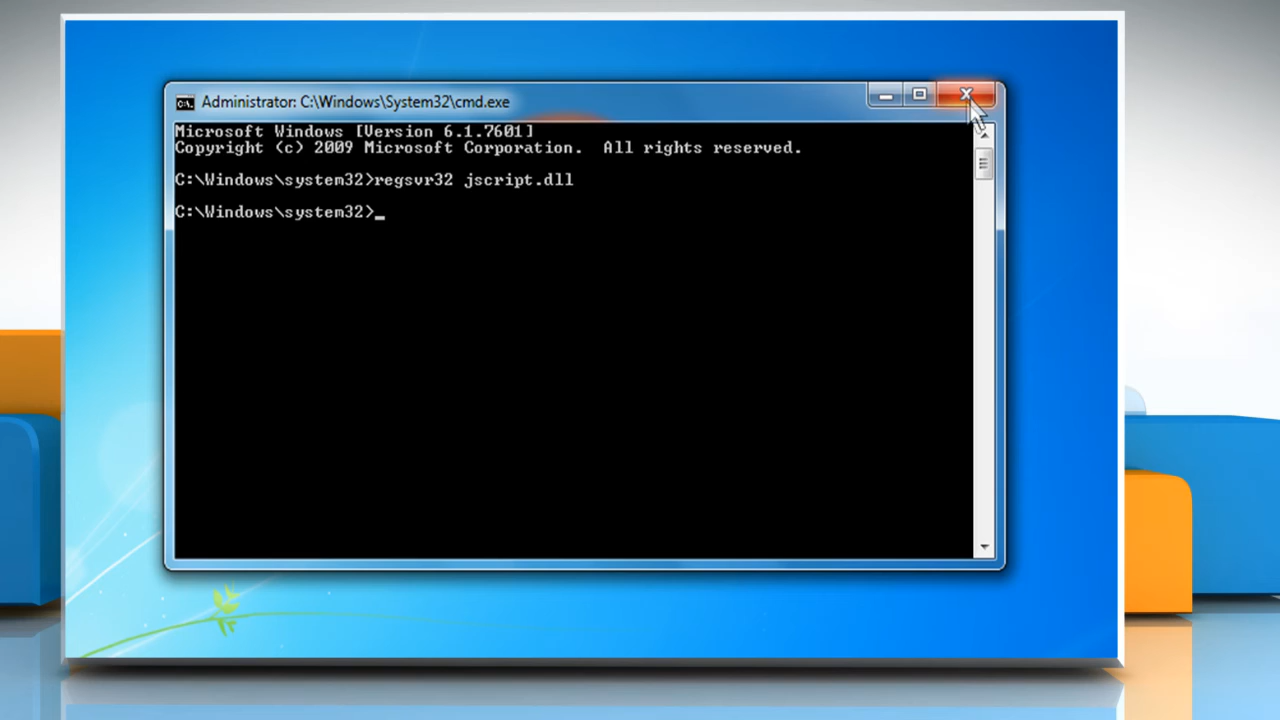 Administrator: C:\Windows\System32\cmd.exe
Microsoft Windows [Version 6.1.7601]
Copyright (c) 2009 Microsoft Corporation.  All rights reserved.
C:\Windows\system32>regsvr32 jscript.dll
C:\Windows\system32>_